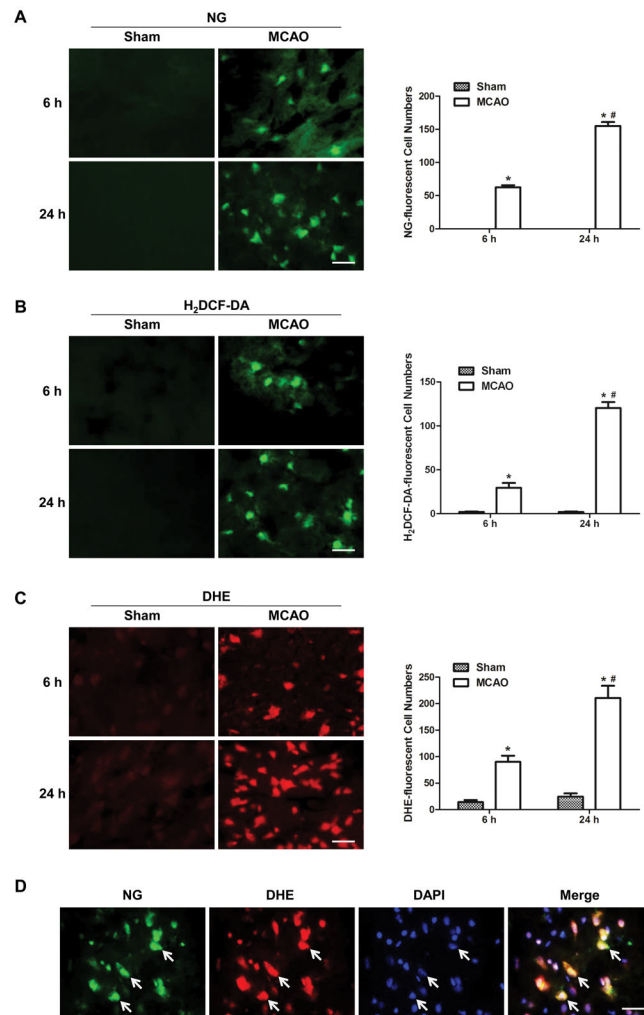 A
NG
Sham MCAO
6 h
24 h
NG-fluorescent Cell Numbers
200
150
100
50
0
Sham
MCAO
*
* #
6 h 24 h
B
H₂DCF-DA
Sham MCAO
6 h
24 h
H₂DCF-DA-fluorescent Cell Numbers
150
100
50
0
Sham
MCAO
*
* #
6 h 24 h
C
DHE
Sham MCAO
6 h
24 h
DHE-fluorescent Cell Numbers
250
200
150
100
50
0
Sham
MCAO
*
* #
6 h 24 h
D
NG DHE DAPI Merge